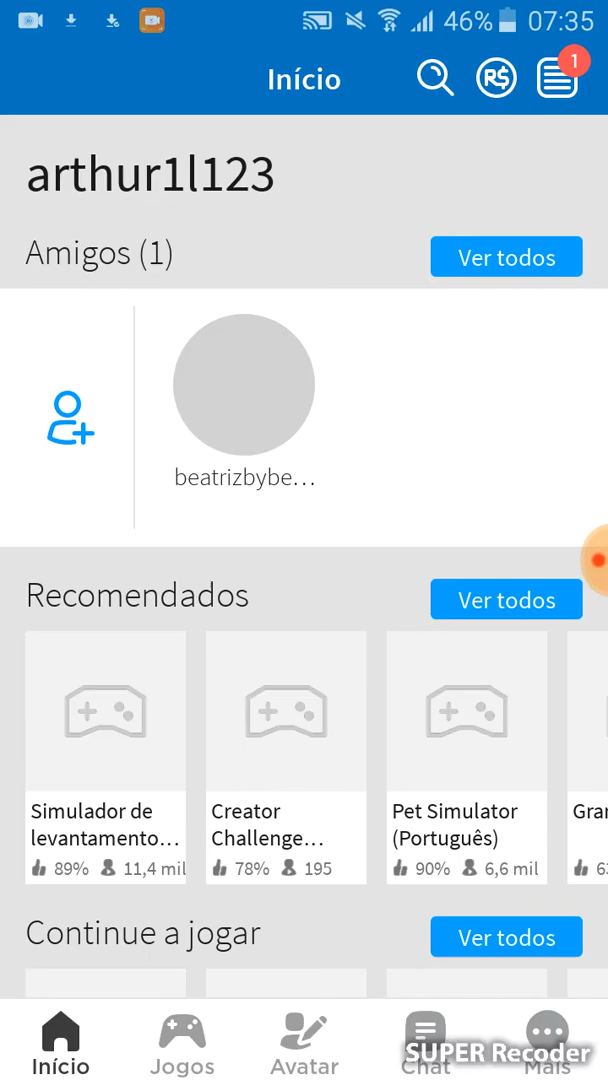 46% 07:35
Início
R$
1
arthur1l123
Amigos (1)
Ver todos
beatrizbybe...
Recomendados
Ver todos
Simulador de
levantamento...
89% 11,4 mil
Creator
Challenge...
78% 195
Pet Simulator
(Português)
90% 6,6 mil
Continue a jogar
Ver todos
Início
Jogos
Avatar
Chat
Mais
SUPER Recoder